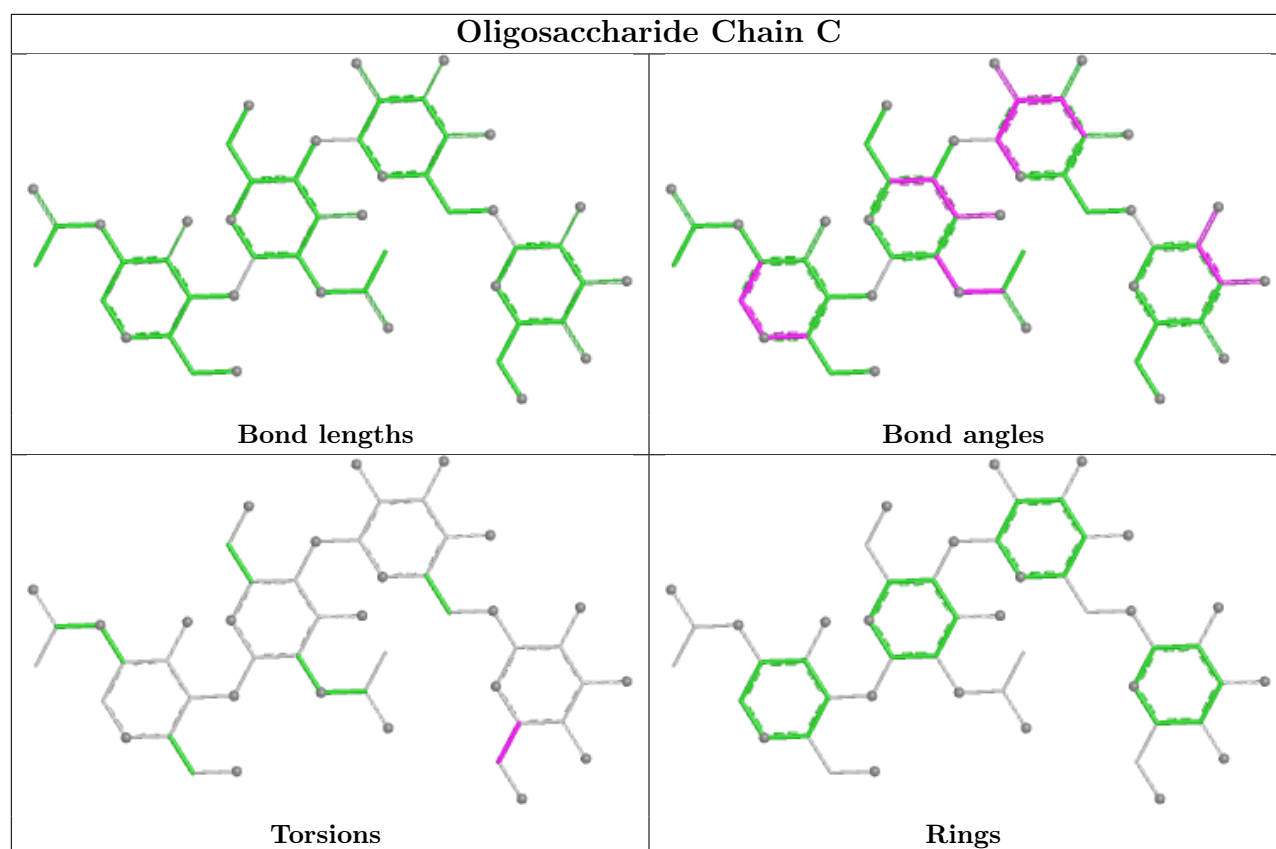 Oligosaccharide Chain C
Bond lengths
Bond angles
Torsions
Rings